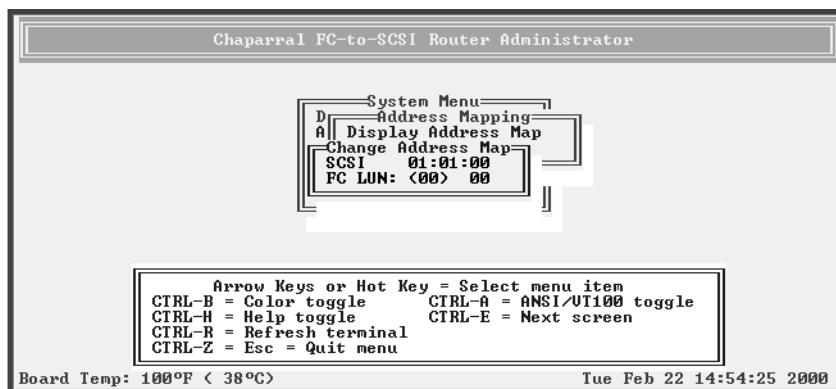 Chaparral FC-to-SCSI Router Administrator
System Menu
D Address Mapping
A Display Address Map
Change Address Map
SCSI 01:01:00
FC LUN: (00) 00
Arrow Keys or Hot Key = Select menu item
CTRL-B = Color toggle CTRL-A = ANSI/VT100 toggle
CTRL-H = Help toggle CTRL-E = Next screen
CTRL-R = Refresh terminal
CTRL-Z = Esc = Quit menu
Board Temp: 100ºF ( 38ºC) Tue Feb 22 14:54:25 2000